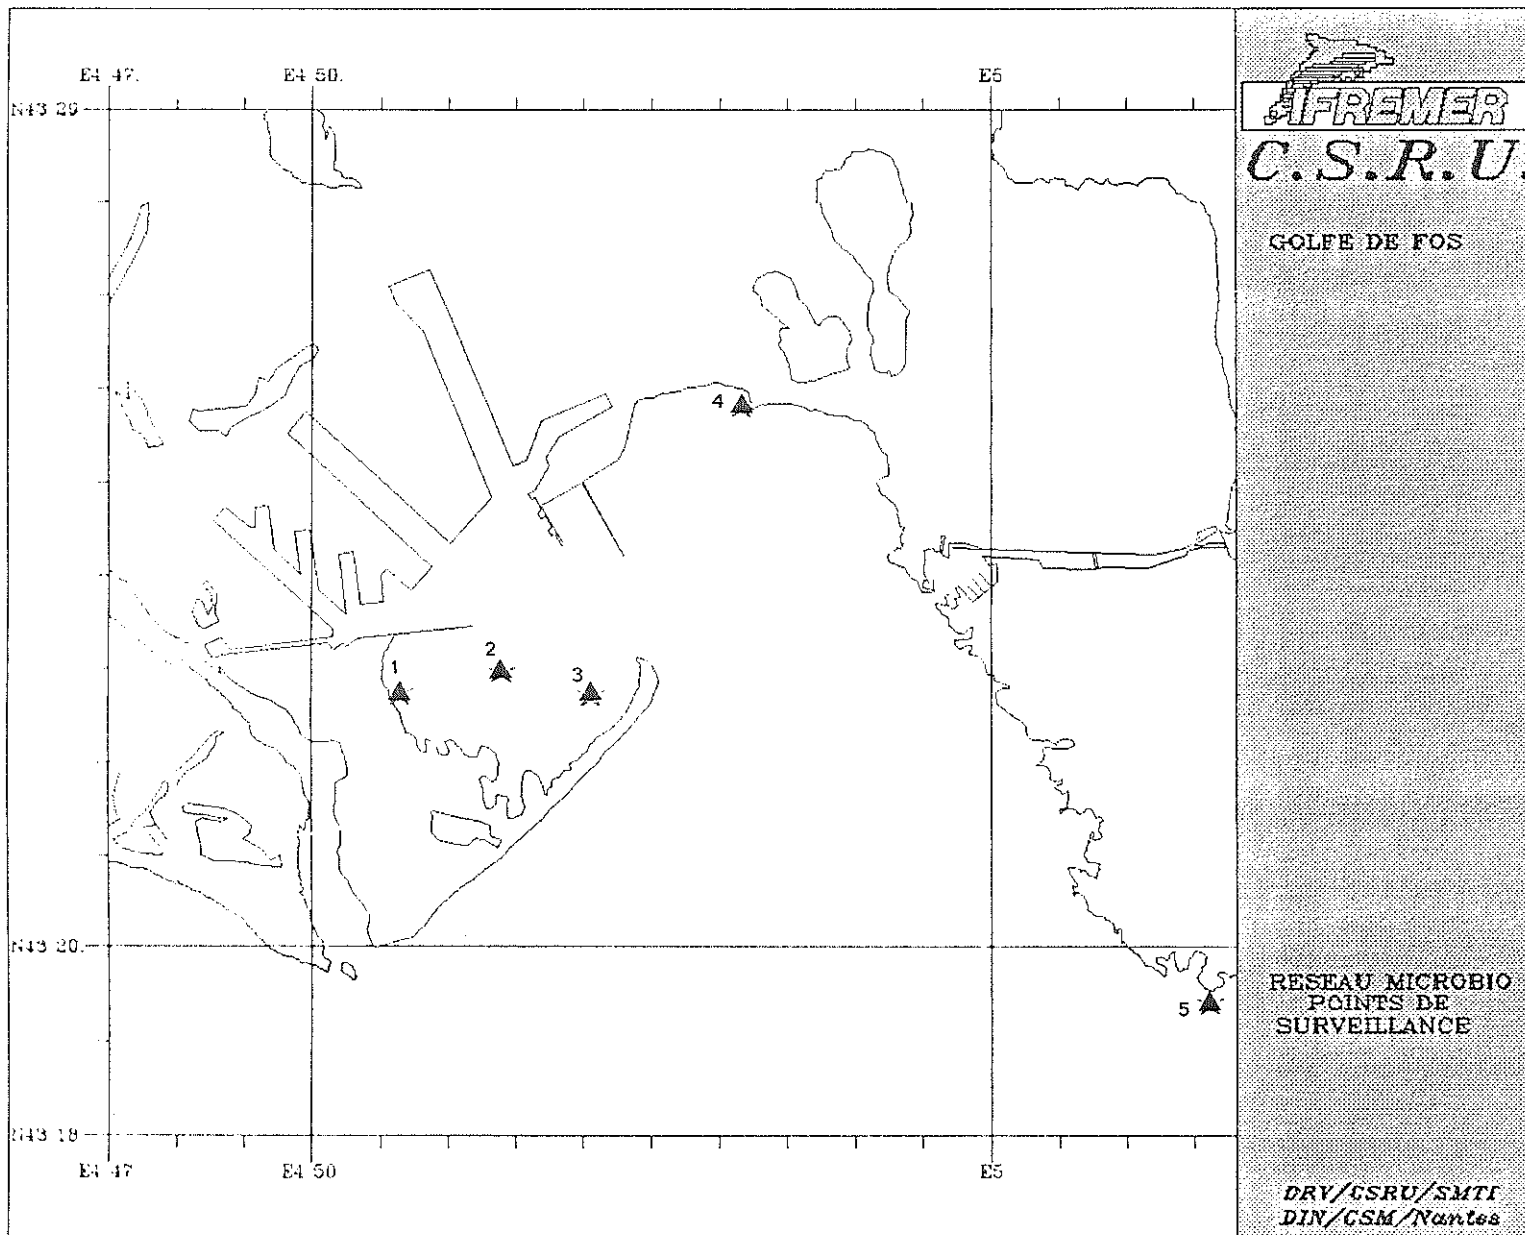 E4 47.
E4 50.
E5
N43 29
4
2
1
3
N43 20.
5
N43 18
E4 47
E4 50
E5
IFREMER
C.S.R.U.
GOLFE DE FOS
RESEAU MICROBIO
POINTS DE
SURVEILLANCE
DRV/CSRU/SMTI
DIN/CSM/Nantes